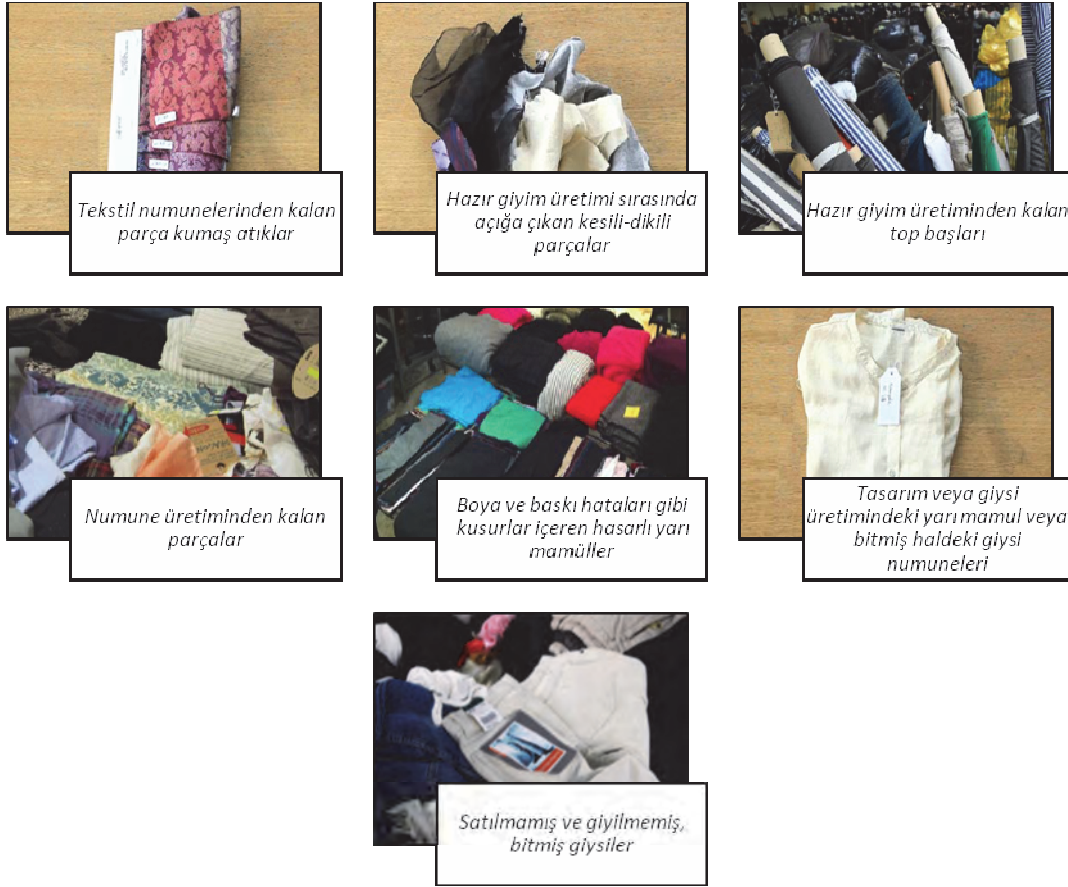 Tekstil numunelerinden kalan
parça kumaş atıklar
Hazır giyim üretimi sırasında
açığa çıkan kesili-dikili
parçalar
Hazır giyim üretiminden kalan
top başları
Numune üretiminden kalan
parçalar
Boya ve baskı hataları gibi
kusurlar içeren hasarlı yarı
mamüller
Tasarım veya giysi
üretimindeki yarı mamul veya
bitmiş haldeki giysi
numuneleri
Satılmamış ve giyilmemiş,
bitmiş giysiler